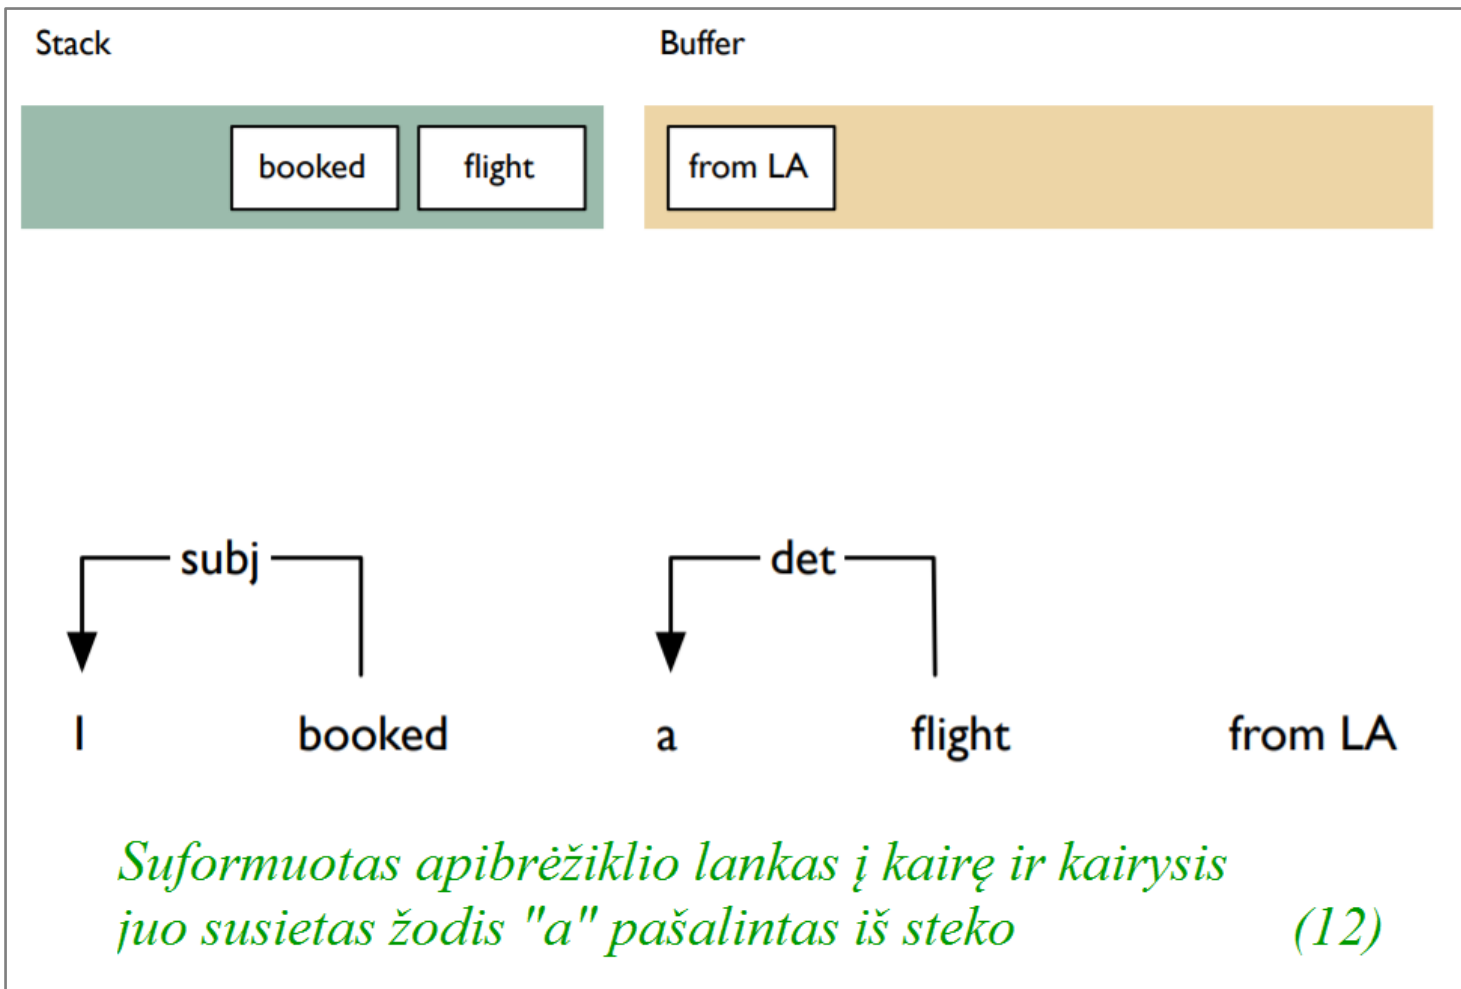 Stack Buffer
booked flight from LA
subj det
I booked a flight from LA
Suformuotas apibrėžiklio lankas į kairę ir kairysis
juo susietas žodis "a" pašalintas iš steko (12)